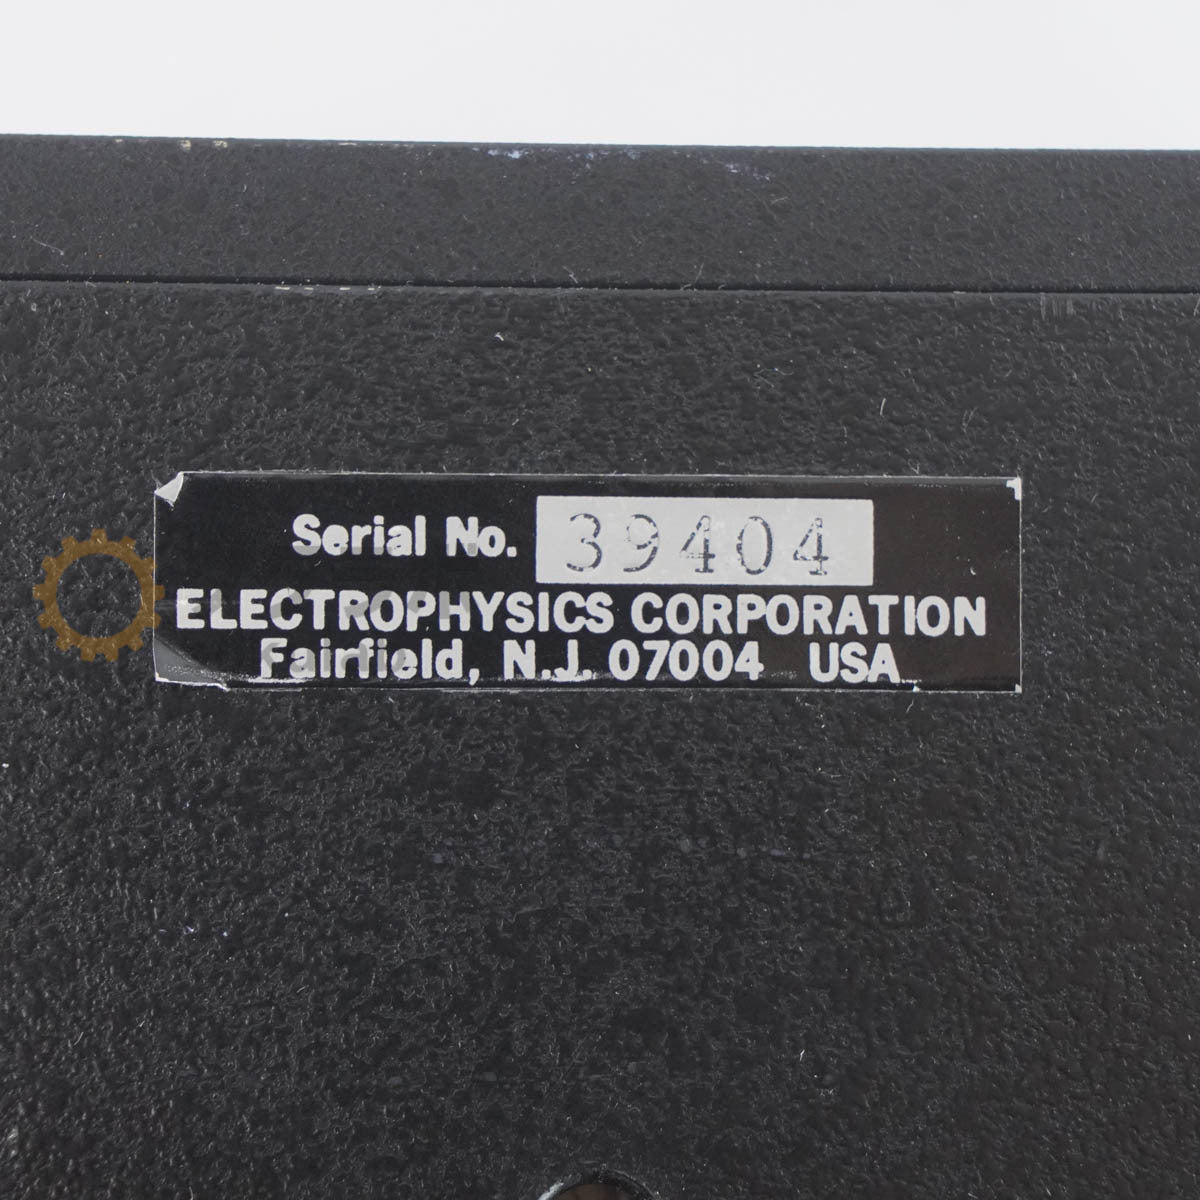 Serial No. 39404
ELECTROPHYSICS CORPORATION
Fairfield, N.J. 07004 USA